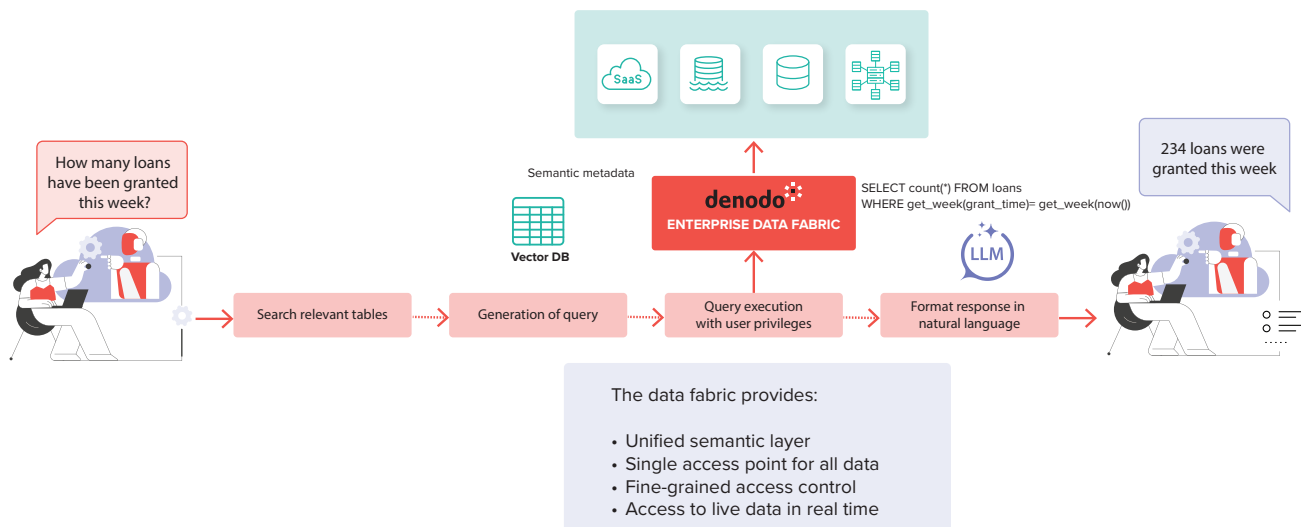 SaaS
How many loans
have been granted
this week?
234 loans were
granted this week
Semantic metadata
Vector DB
denodo
ENTERPRISE DATA FABRIC
SELECT count(*) FROM loans
WHERE get_week(grant_time)= get_week(now())
LLM
Search relevant tables
Generation of query
Query execution
with user privileges
Format response in
natural language
The data fabric provides:
• Unified semantic layer
• Single access point for all data
• Fine-grained access control
• Access to live data in real time